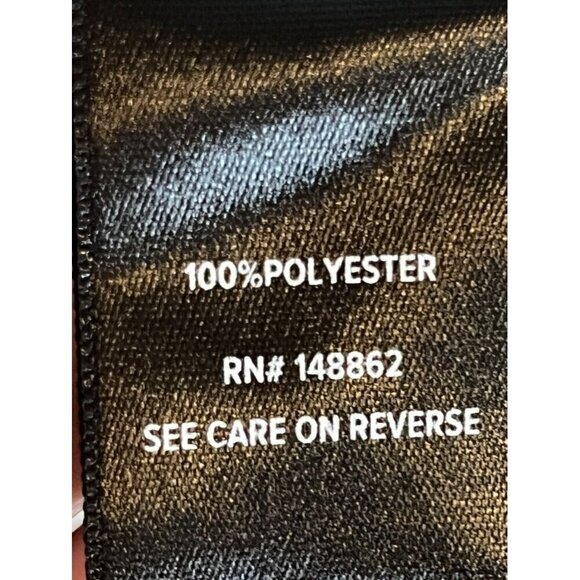 100%POLYESTER
RN# 148862
SEE CARE ON REVERSE